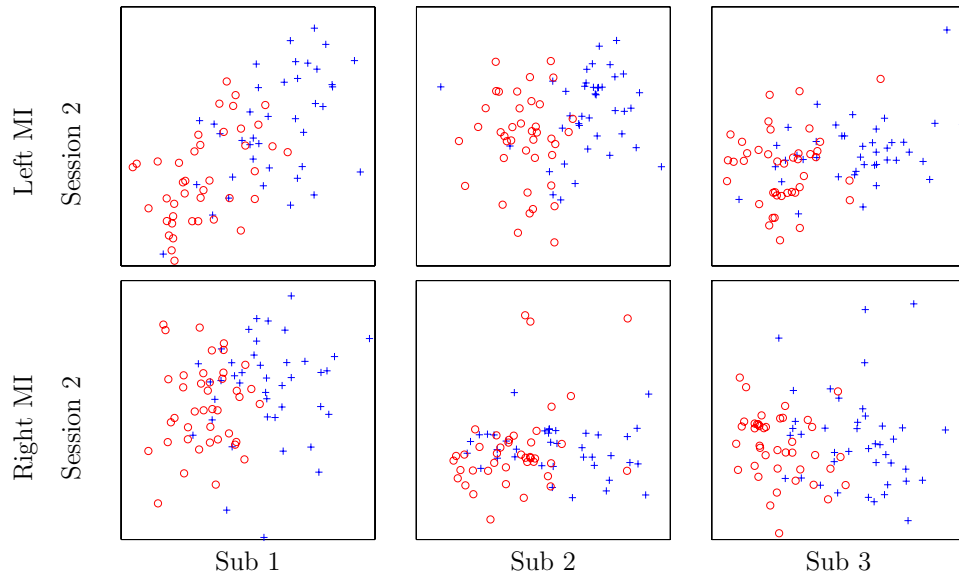 Left MI
Session 2
Right MI
Session 2
Sub 1
Sub 2
Sub 3